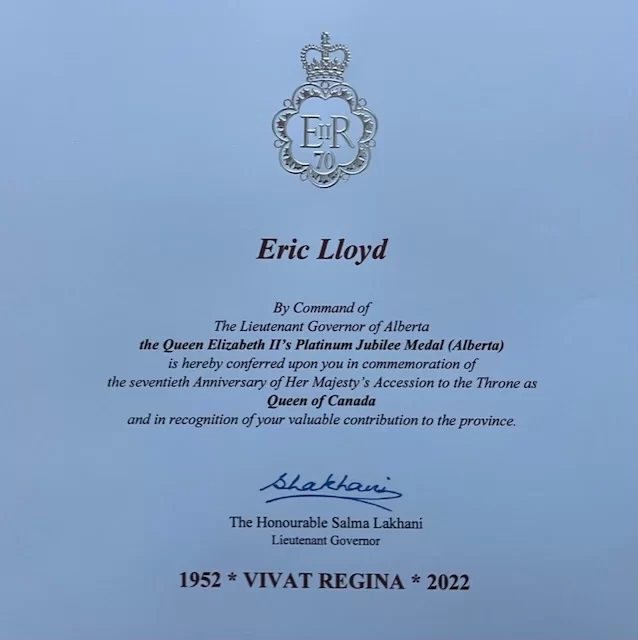 EIIR
70
Eric Lloyd
By Command of
The Lieutenant Governor of Alberta
the Queen Elizabeth II's Platinum Jubilee Medal (Alberta)
is hereby conferred upon you in commemoration of
the seventieth Anniversary of Her Majesty's Accession to the Throne as
Queen of Canada
and in recognition of your valuable contribution to the province.
SLakhani
The Honourable Salma Lakhani
Lieutenant Governor
1952 * VIVAT REGINA * 2022